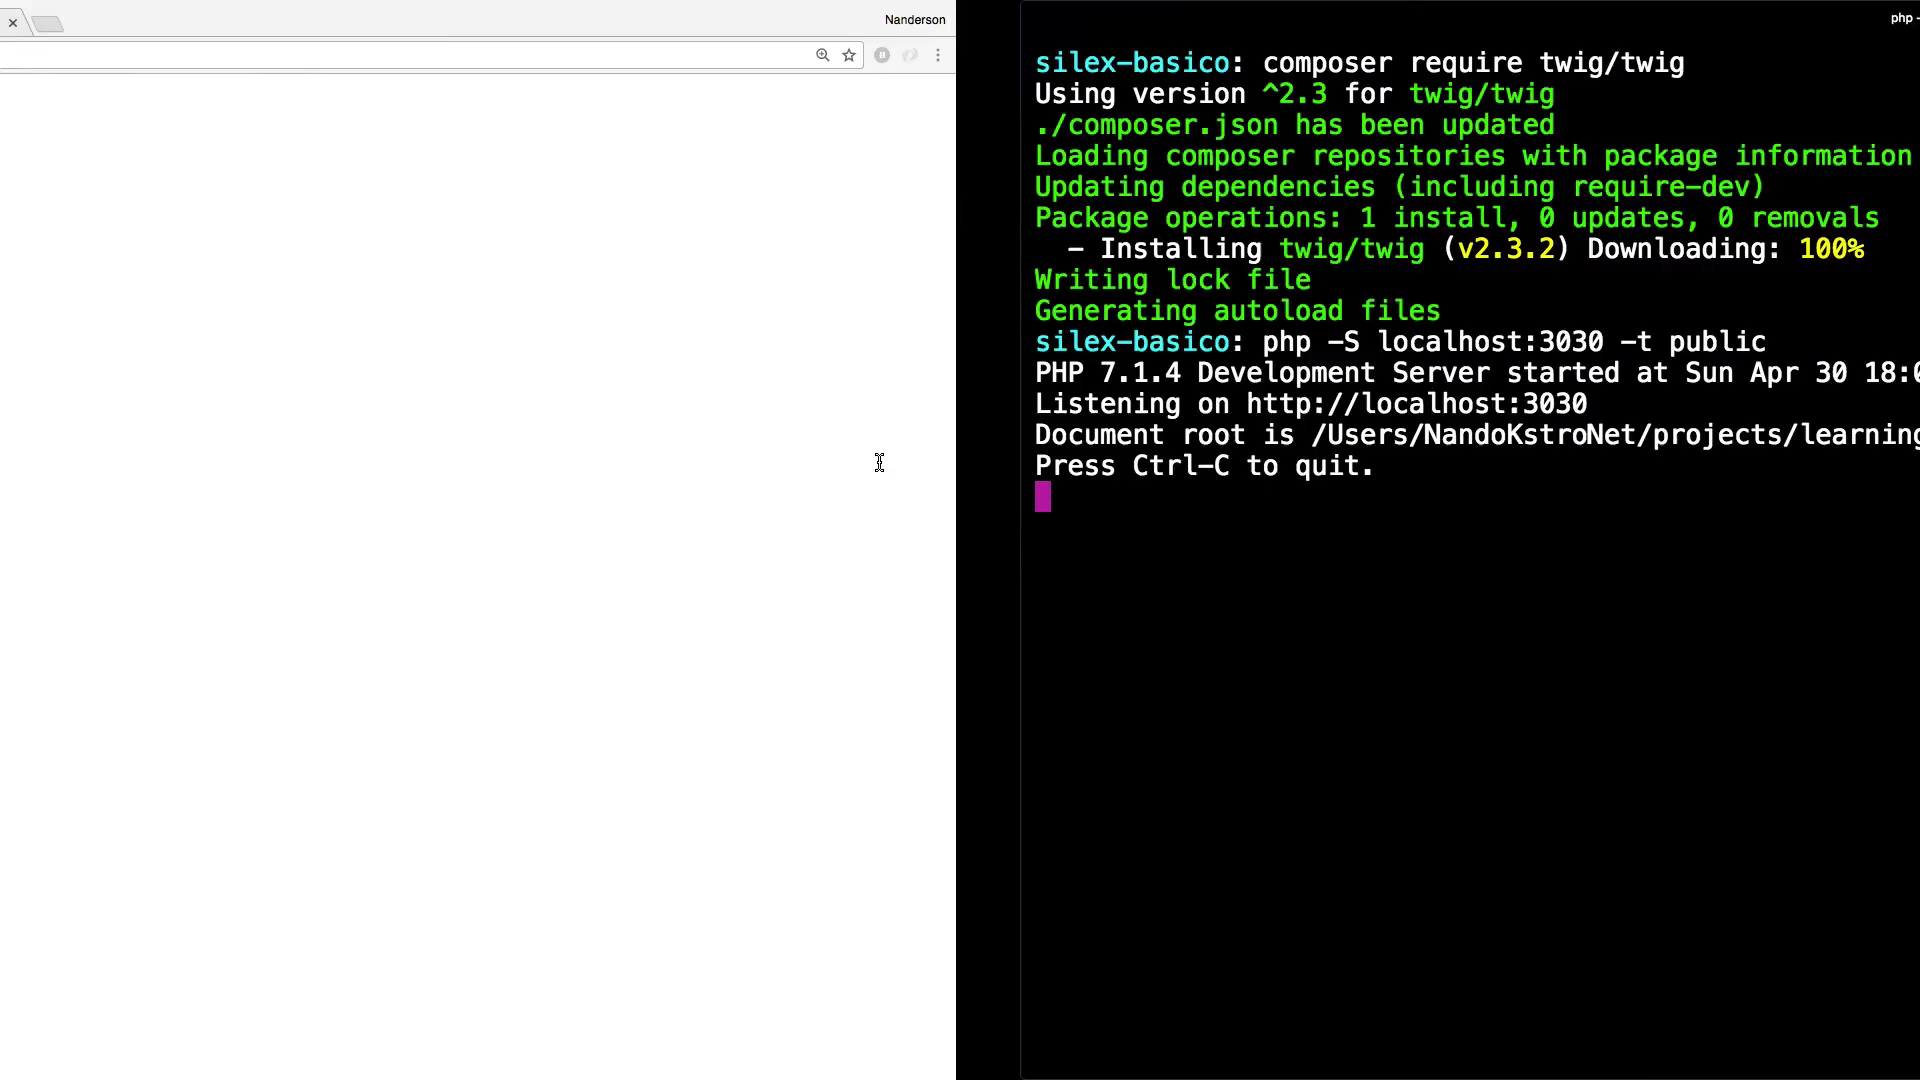 Nanderson
php -
silex-basico: composer require twig/twig
Using version ^2.3 for twig/twig
./composer.json has been updated
Loading composer repositories with package information
Updating dependencies (including require-dev)
Package operations: 1 install, 0 updates, 0 removals
- Installing twig/twig (v2.3.2) Downloading: 100%
Writing lock file
Generating autoload files
silex-basico: php -S localhost:3030 -t public
PHP 7.1.4 Development Server started at Sun Apr 30 18:0
Listening on http://localhost:3030
Document root is /Users/NandoKstroNet/projects/learning
Press Ctrl-C to quit.